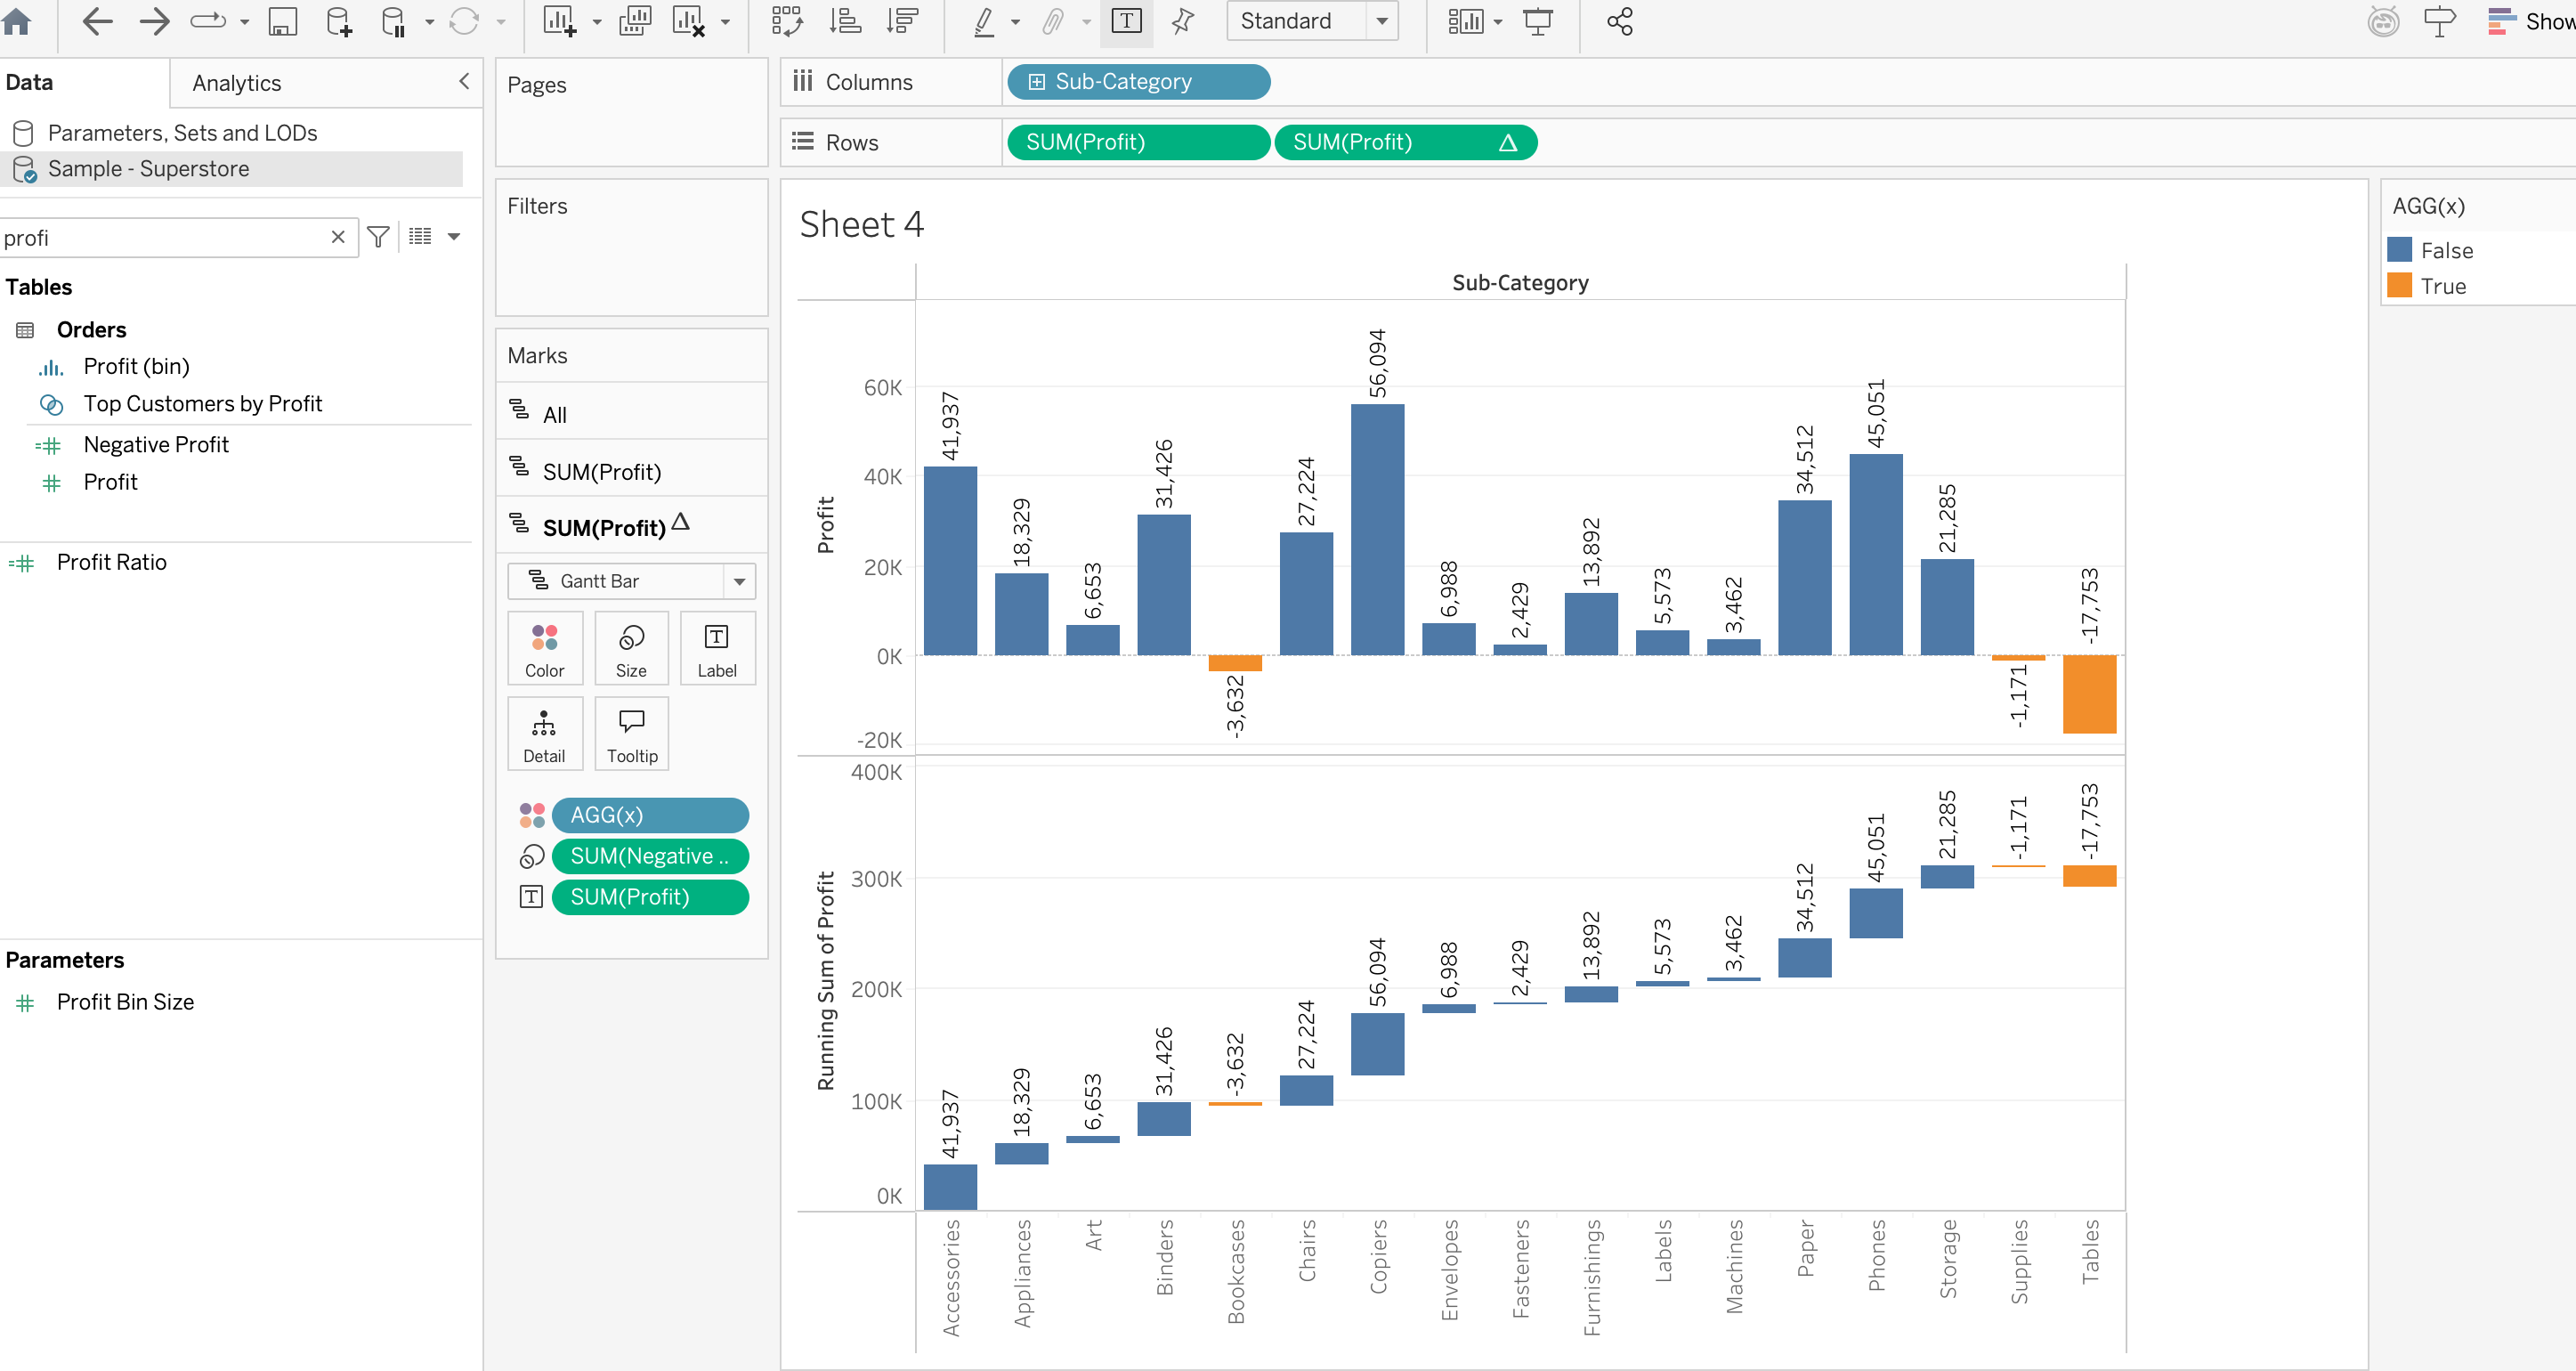 Standard
Show
Data
Analytics
Parameters, Sets and LODs
Sample - Superstore
profi
Tables
Orders
Profit (bin)
Top Customers by Profit
Negative Profit
Profit
Profit Ratio
Parameters
Profit Bin Size
Pages
Filters
Marks
All
SUM(Profit)
SUM(Profit)
Gantt Bar
Color
Size
Label
Detail
Tooltip
AGG(x)
SUM(Negative ..
SUM(Profit)
Columns
Sub-Category
Rows
SUM(Profit)
SUM(Profit)
Sheet 4
Sub-Category
Profit
60K
40K
20K
0K
-20K
41,937
18,329
6,653
31,426
-3,632
27,224
56,094
6,988
2,429
13,892
5,573
3,462
34,512
45,051
21,285
-1,171
-17,753
Running Sum of Profit
400K
300K
200K
100K
0K
41,937
18,329
6,653
31,426
-3,632
27,224
56,094
6,988
2,429
13,892
5,573
3,462
34,512
45,051
21,285
-1,171
-17,753
Accessories
Appliances
Art
Binders
Bookcases
Chairs
Copiers
Envelopes
Fasteners
Furnishings
Labels
Machines
Paper
Phones
Storage
Supplies
Tables
AGG(x)
False
True